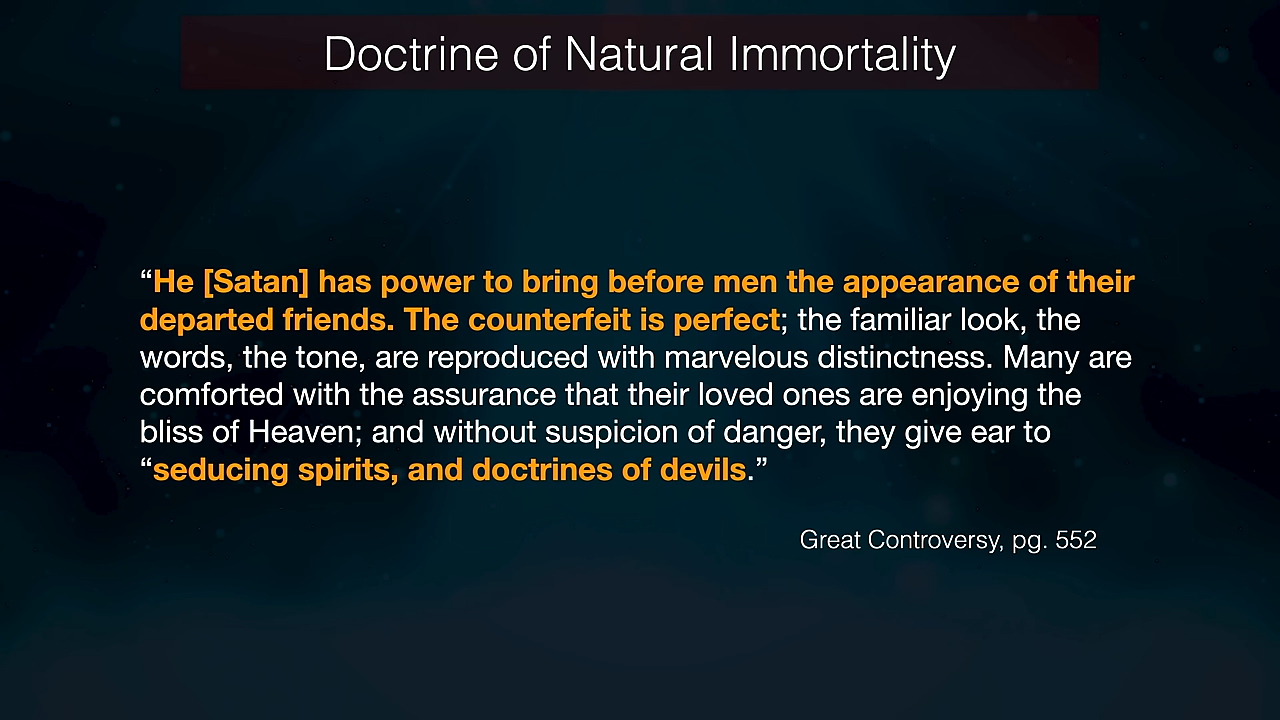 Doctrine of Natural Immortality
“He [Satan] has power to bring before men the appearance of their
departed friends. The counterfeit is perfect; the familiar look, the
words, the tone, are reproduced with marvelous distinctness. Many are
comforted with the assurance that their loved ones are enjoying the
bliss of Heaven; and without suspicion of danger, they give ear to
“seducing spirits, and doctrines of devils.”
Great Controversy, pg. 552